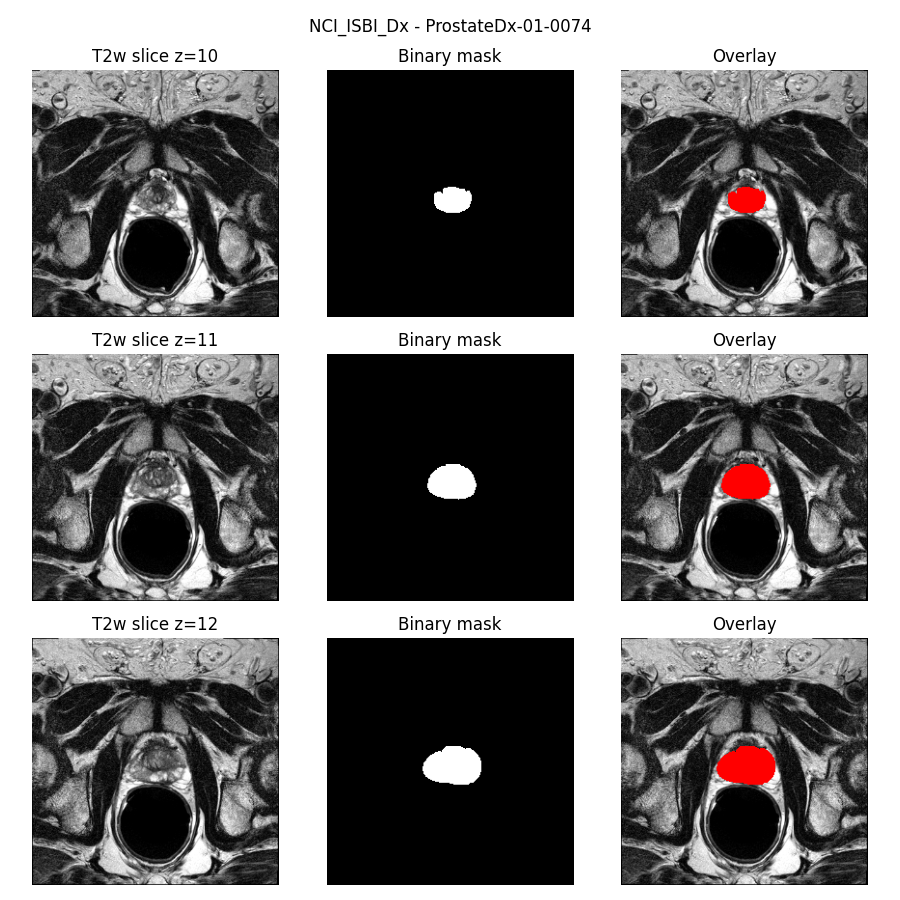 NCI_ISBI_Dx - ProstateDx-01-0074
T2w slice z=10 Binary mask Overlay
T2w slice z=11 Binary mask Overlay
T2w slice z=12 Binary mask Overlay